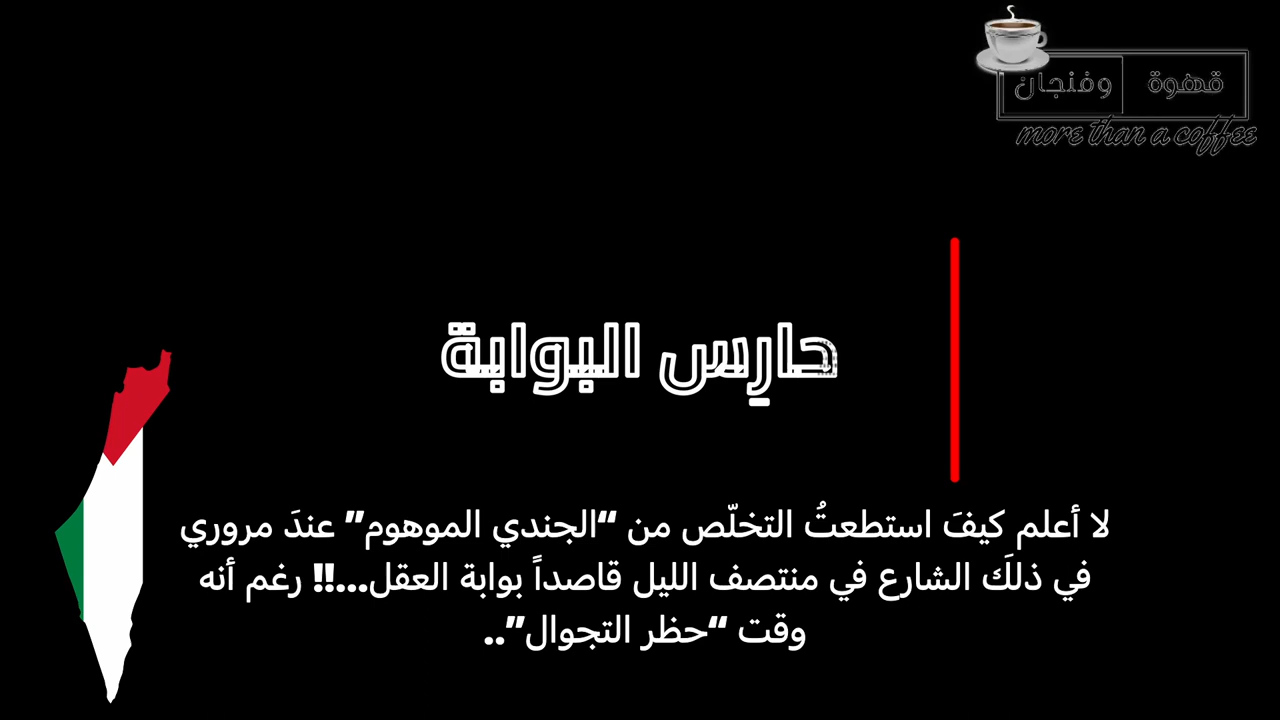 قهوة وفنجان
more than a coffee
حارس البوابة
لا أعلم كيفَ استطعتُ التخلّص من “الجندي الموهوم” عندَ مروري
في ذلكَ الشارع في منتصف الليل قاصداً بوابة العقل...!! رغم أنه
وقت “حظر التجوال”..